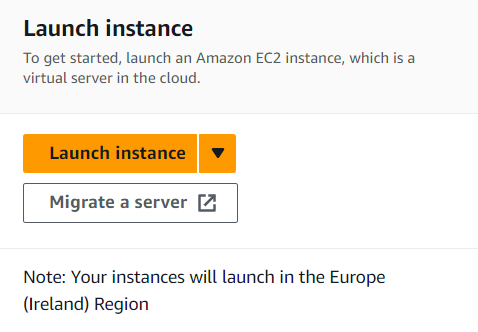 Launch instance
To get started, launch an Amazon EC2 instance, which is a
virtual server in the cloud.
Launch instance
Migrate a server
Note: Your instances will launch in the Europe
(Ireland) Region